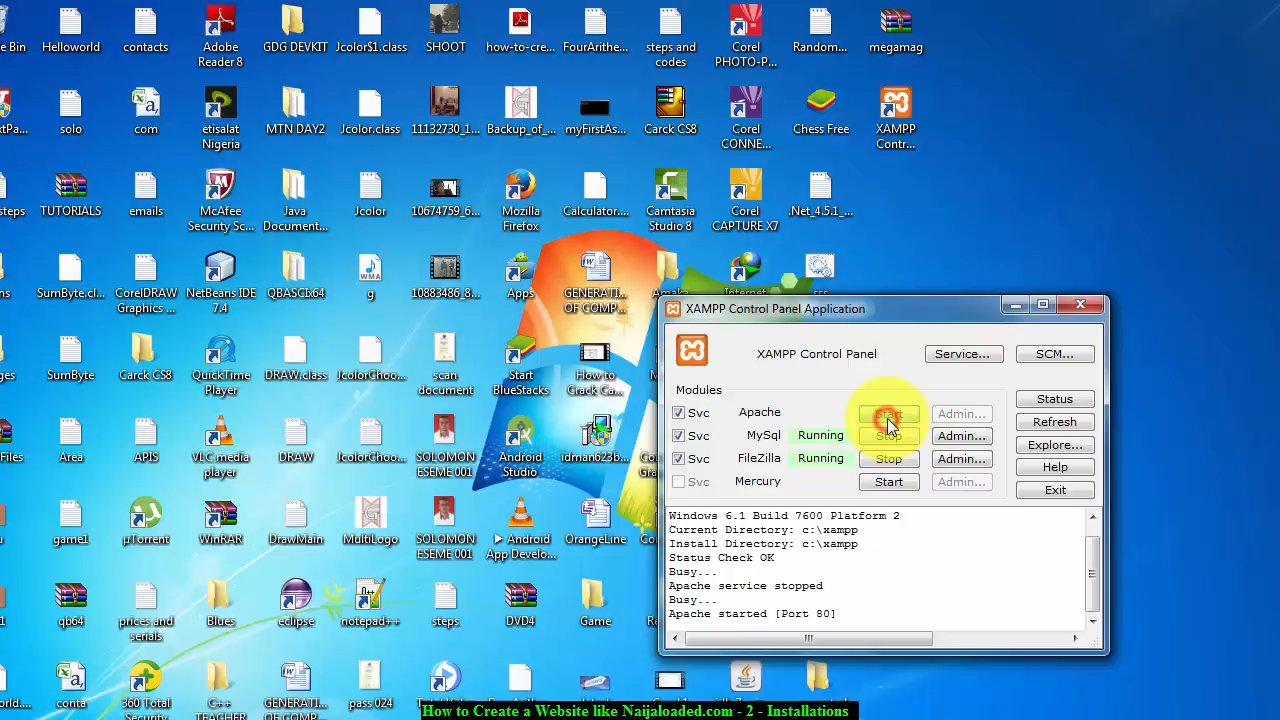 e Bin
Helloworld
contacts
Adobe
Reader 8
GDG DEVKIT
Jcolor$1.class
SHOOT
how-to-cre...
FourArithe...
steps and
codes
Corel
PHOTO-P...
Random...
megamag
solo
com
etisalat
Nigeria
MTN DAY2
Jcolor.class
11132730_1...
Backup_of_...
myFirstAs...
Carck CS8
Corel
CONNE...
Chess Free
XAMPP
Contr...
steps
TUTORIALS
emails
McAfee
Security Sc...
Java
Document...
Jcolor
10674759_6...
Mozilla
Firefox
Calculator....
Camtasia
Studio 8
Corel
CAPTURE X7
.Net_4.5.1_...
ms
SumByte.cl...
CorelDRAW
Graphics ...
NetBeans IDE
7.4
QBASICx64
g
10883486_8...
Apps
GENERATI...
OF COMP...
SumByte
Carck CS8
QuickTime
Player
DRAW.class
JcolorChoo...
scan
document
Start
BlueStacks
How to
Crack Ga...
Files
Area
APIS
VLC media
player
DRAW
JcolorChoo...
SOLOMON
ESEME 001
Android
Studio
idman623b...
game1
µTorrent
WinRAR
DrawMain
MultiLogo
SOLOMON
ESEME 001
Android
App Develo...
OrangeLine
qb64
prices and
serials
Blues
eclipse
notepad++
steps
DVD4
Game
conta
360 Total
Security
C++
TEACHER
GENERATI...
OF COMP...
pass 024
XAMPP Control Panel Application
XAMPP Control Panel
Service...
SCM...
Modules
Svc Apache Start Admin...
Svc MySql Running Stop Admin...
Svc FileZilla Running Stop Admin...
Svc Mercury Start Admin...
Status
Refresh
Explore...
Help
Exit
Windows 6.1 Build 7600 Platform 2
Current Directory: c:\xampp
Install Directory: c:\xampp
Status Check OK
Busy...
Apache service stopped
Busy...
Apache started [Port 80]
How to Create a Website like Naijaloaded.com - 2 - Installations